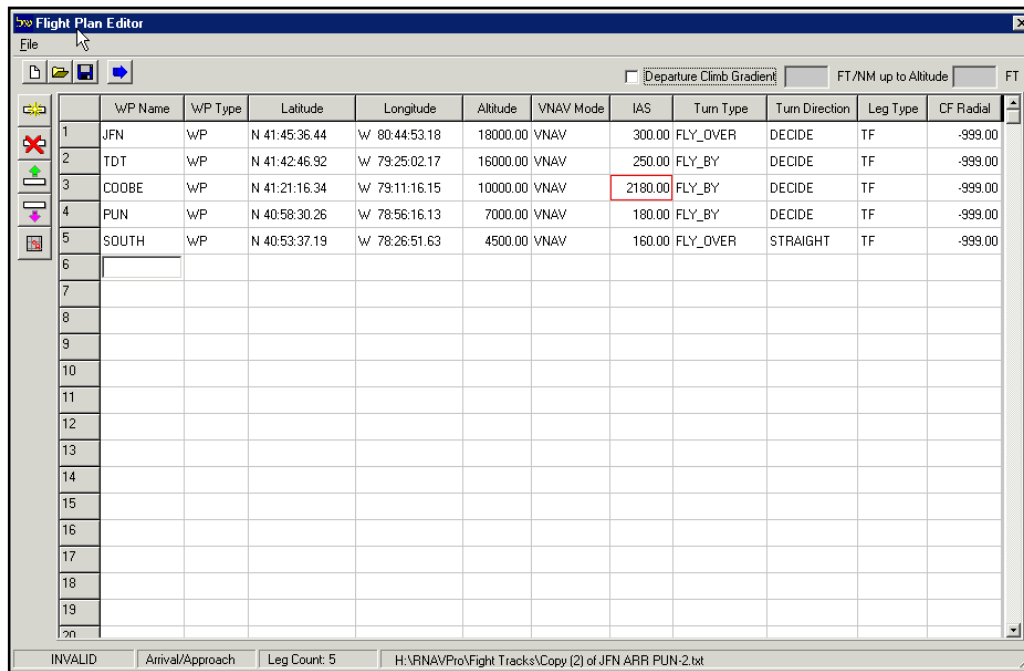 Flight Plan Editor
File
Departure Climb Gradient FT/NM up to Altitude FT
WP Name WP Type Latitude Longitude Altitude VNAV Mode IAS Turn Type Turn Direction Leg Type CF Radial
1 JFN WP N 41:45:36.44 W 80:44:53.18 18000.00 VNAV 300.00 FLY_OVER DECIDE TF -999.00
2 TDT WP N 41:42:46.92 W 79:25:02.17 16000.00 VNAV 250.00 FLY_BY DECIDE TF -999.00
3 COOBE WP N 41:21:16.34 W 79:11:16.15 10000.00 VNAV 2180.00 FLY_BY DECIDE TF -999.00
4 PUN WP N 40:58:30.26 W 78:56:16.13 7000.00 VNAV 180.00 FLY_BY DECIDE TF -999.00
5 SOUTH WP N 40:53:37.19 W 78:26:51.63 4500.00 VNAV 160.00 FLY_OVER STRAIGHT TF -999.00
6
7
8
9
10
11
12
13
14
15
16
17
18
19
20
INVALID Arrival/Approach Leg Count: 5 H:\RNAVPro\Fight Tracks\Copy (2) of JFN ARR PUN-2.txt